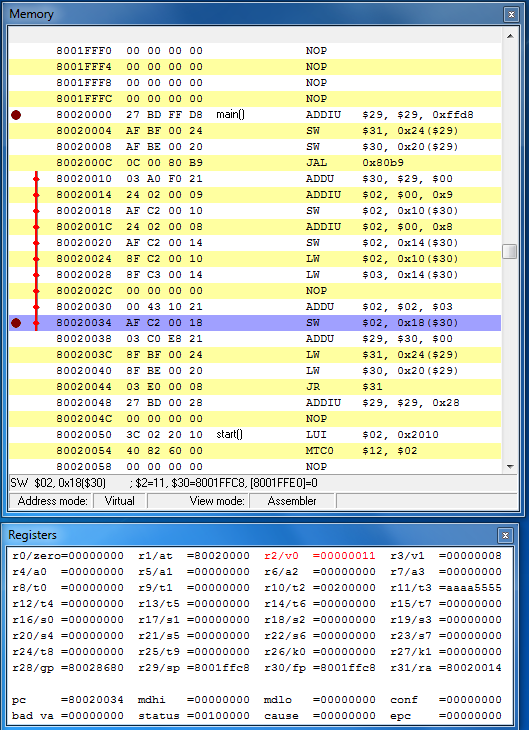 Memory
8001FFF0 00 00 00 00 NOP
8001FFF4 00 00 00 00 NOP
8001FFF8 00 00 00 00 NOP
8001FFFC 00 00 00 00 NOP
80020000 27 BD FF D8 main() ADDIU $29, $29, 0xffd8
80020004 AF BF 00 24 SW $31, 0x24($29)
80020008 AF BE 00 20 SW $30, 0x20($29)
8002000C 0C 00 80 B9 JAL 0x80b9
80020010 03 A0 F0 21 ADDU $30, $29, $00
80020014 24 02 00 09 ADDIU $02, $00, 0x9
80020018 AF C2 00 10 SW $02, 0x10($30)
8002001C 24 02 00 08 ADDIU $02, $00, 0x8
80020020 AF C2 00 14 SW $02, 0x14($30)
80020024 8F C2 00 10 LW $02, 0x10($30)
80020028 8F C3 00 14 LW $03, 0x14($30)
8002002C 00 00 00 00 NOP
80020030 00 43 10 21 ADDU $02, $02, $03
80020034 AF C2 00 18 SW $02, 0x18($30)
80020038 03 C0 E8 21 ADDU $29, $30, $00
8002003C 8F BF 00 24 LW $31, 0x24($29)
80020040 8F BE 00 20 LW $30, 0x20($29)
80020044 03 E0 00 08 JR $31
80020048 27 BD 00 28 ADDIU $29, $29, 0x28
8002004C 00 00 00 00 NOP
80020050 3C 02 20 10 start() LUI $02, 0x2010
80020054 40 82 60 00 MTC0 $12, $02
80020058 00 00 00 00 NOP
SW $02, 0x18($30) ; $2=11, $30=8001FFC8, [8001FFE0]=0
Address mode: Virtual View mode: Assembler
Registers
r0/zero=00000000 r1/at =80020000 r2/v0 =00000011 r3/v1 =00000008
r4/a0 =00000000 r5/a1 =00000000 r6/a2 =00000000 r7/a3 =00000000
r8/t0 =00000000 r9/t1 =00000000 r10/t2 =00200000 r11/t3 =aaaa5555
r12/t4 =00000000 r13/t5 =00000000 r14/t6 =00000000 r15/t7 =00000000
r16/s0 =00000000 r17/s1 =00000000 r18/s2 =00000000 r19/s3 =00000000
r20/s4 =00000000 r21/s5 =00000000 r22/s6 =00000000 r23/s7 =00000000
r24/t8 =00000000 r25/t9 =00000000 r26/k0 =00000000 r27/k1 =00000000
r28/gp =80028680 r29/sp =8001ffc8 r30/fp =8001ffc8 r31/ra =80020014
pc =80020034 mdhi =00000000 mdlo =00000000 conf =00000000
bad va =00000000 status =00100000 cause =00000000 epc =00000000